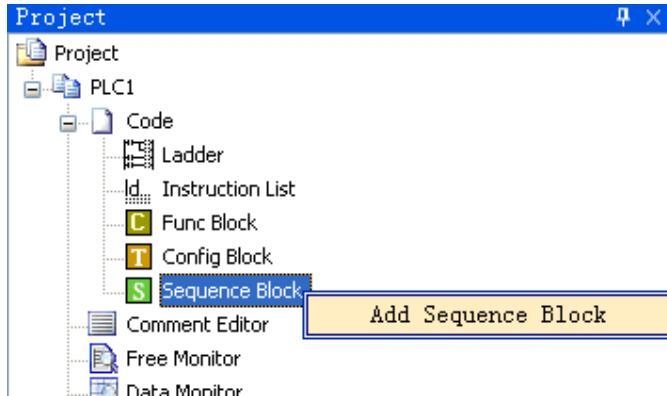 Project
Project
PLC1
Code
Ladder
ld... Instruction List
C Func Block
T Config Block
S Sequence Block
Add Sequence Block
Comment Editor
Free Monitor
Data Monitor